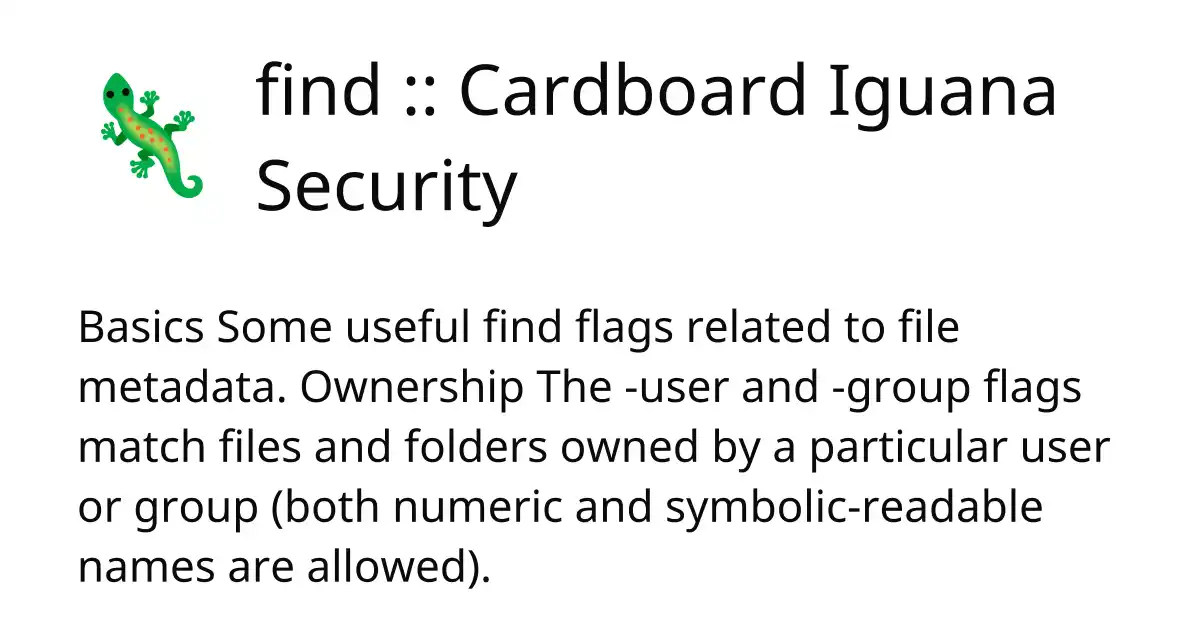 find :: Cardboard Iguana
Security
Basics Some useful find flags related to file
metadata. Ownership The -user and -group flags
match files and folders owned by a particular user
or group (both numeric and symbolic-readable
names are allowed).